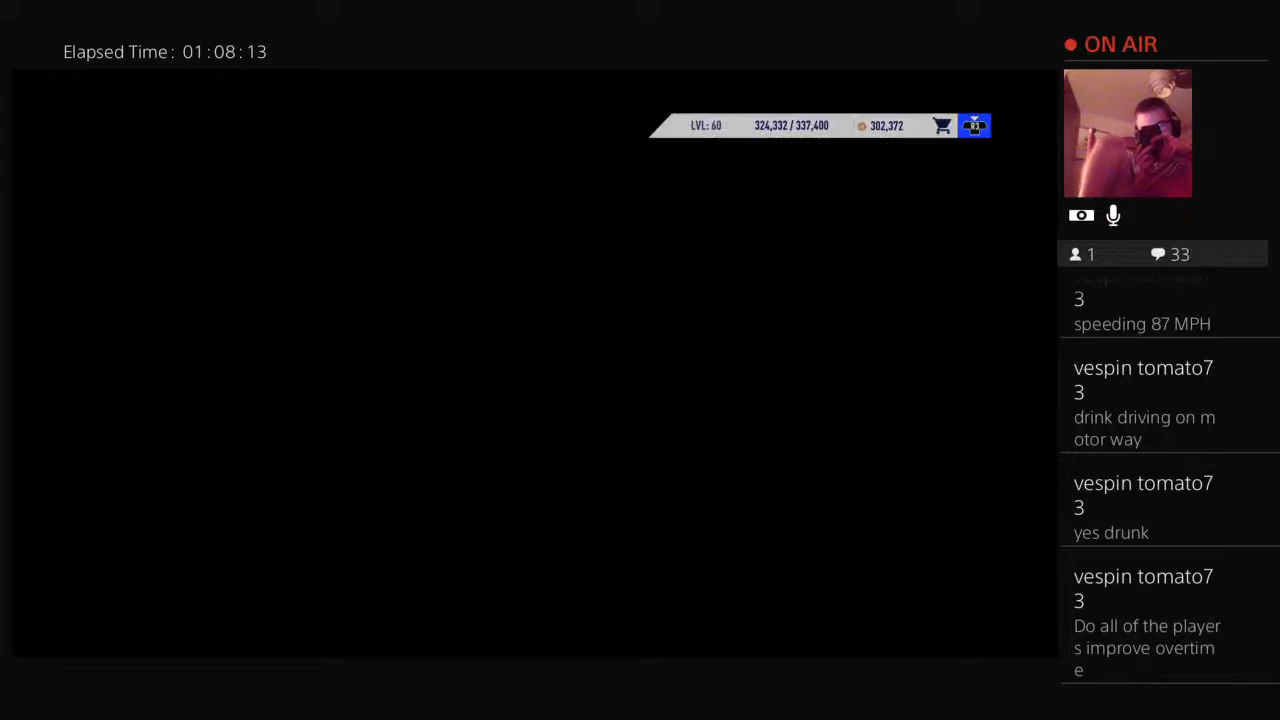 Elapsed Time: 01:08:13
ON AIR
LVL: 60 324,332 / 337,400 302,372 R3
1 33
3
speeding 87 MPH
vespin tomato7
3
drink driving on m
otor way
vespin tomato7
3
yes drunk
vespin tomato7
3
Do all of the player
s improve overtim
e